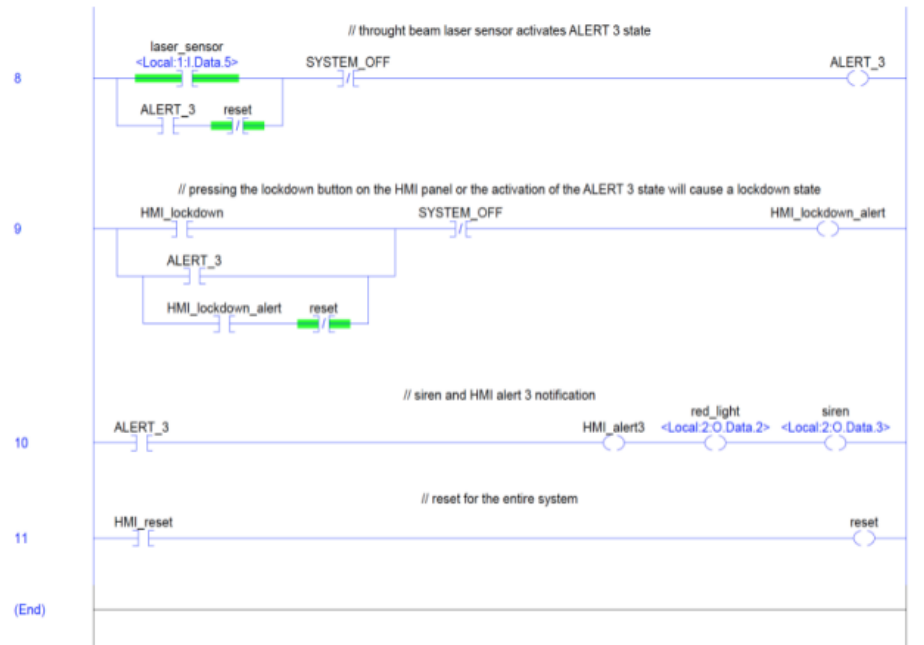 // throught beam laser sensor activates ALERT 3 state
laser_sensor
<Local:1:I.Data.5>
SYSTEM_OFF
ALERT_3
8
ALERT_3
reset
// pressing the lockdown button on the HMI panel or the activation of the ALERT 3 state will cause a lockdown state
HMI_lockdown
SYSTEM_OFF
HMI_lockdown_alert
9
ALERT_3
HMI_lockdown_alert
reset
// siren and HMI alert 3 notification
ALERT_3
HMI_alert3
red_light
<Local:2:O.Data.2>
siren
<Local:2:O.Data.3>
10
// reset for the entire system
HMI_reset
reset
11
(End)